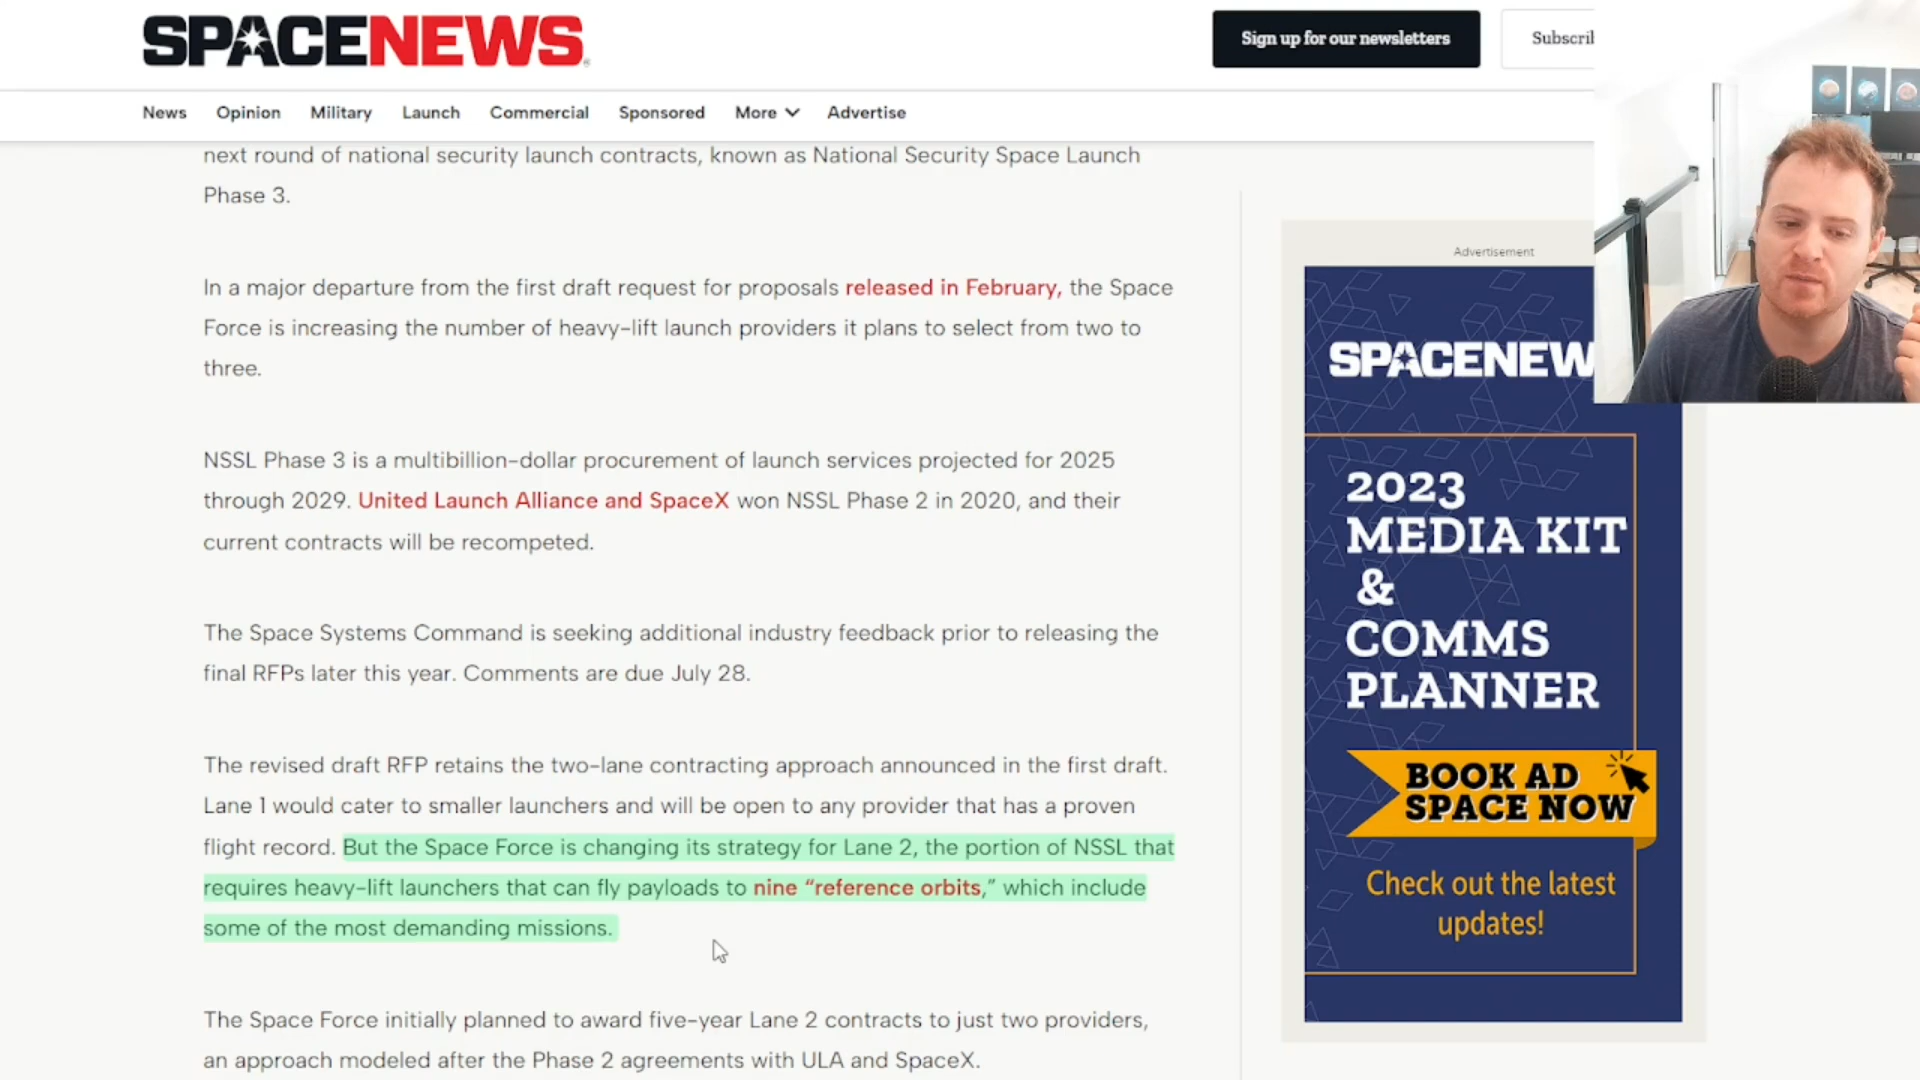 SPACENEWS
Sign up for our newsletters
Subscri
News Opinion Military Launch Commercial Sponsored More Advertise
next round of national security launch contracts, known as National Security Space Launch
Phase 3.
In a major departure from the first draft request for proposals released in February, the Space
Force is increasing the number of heavy-lift launch providers it plans to select from two to
three.
NSSL Phase 3 is a multibillion-dollar procurement of launch services projected for 2025
through 2029. United Launch Alliance and SpaceX won NSSL Phase 2 in 2020, and their
current contracts will be recompeted.
The Space Systems Command is seeking additional industry feedback prior to releasing the
final RFPs later this year. Comments are due July 28.
The revised draft RFP retains the two-lane contracting approach announced in the first draft.
Lane 1 would cater to smaller launchers and will be open to any provider that has a proven
flight record. But the Space Force is changing its strategy for Lane 2, the portion of NSSL that
requires heavy-lift launchers that can fly payloads to nine “reference orbits,” which include
some of the most demanding missions.
The Space Force initially planned to award five-year Lane 2 contracts to just two providers,
an approach modeled after the Phase 2 agreements with ULA and SpaceX.
Advertisement
SPACENEW
2023
MEDIA KIT
&
COMMS
PLANNER
BOOK AD
SPACE NOW
Check out the latest
updates!